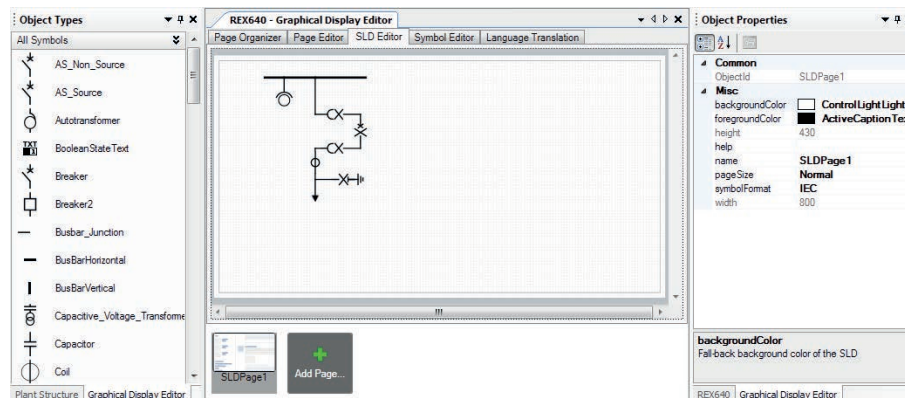 Object Types
All Symbols
AS_Non_Source
AS_Source
Autotransformer
TXT
BooleanStateText
Breaker
Breaker2
Busbar_Junction
BusBarHorizontal
BusBarVertical
Capacitive_Voltage_Transforme
Capacitor
Coil
Plant Structure
Graphical Display Editor
REX640 - Graphical Display Editor
Page Organizer
Page Editor
SLD Editor
Symbol Editor
Language Translation
SLDPage1
Add Page...
Object Properties
Common
ObjectId SLDPage1
Misc
backgroundColor ControlLightLight
foregroundColor ActiveCaptionTex
height 430
help
name SLDPage1
pageSize Normal
symbolFormat IEC
width 800
backgroundColor
Fall-back background color of the SLD
REX640
Graphical Display Editor